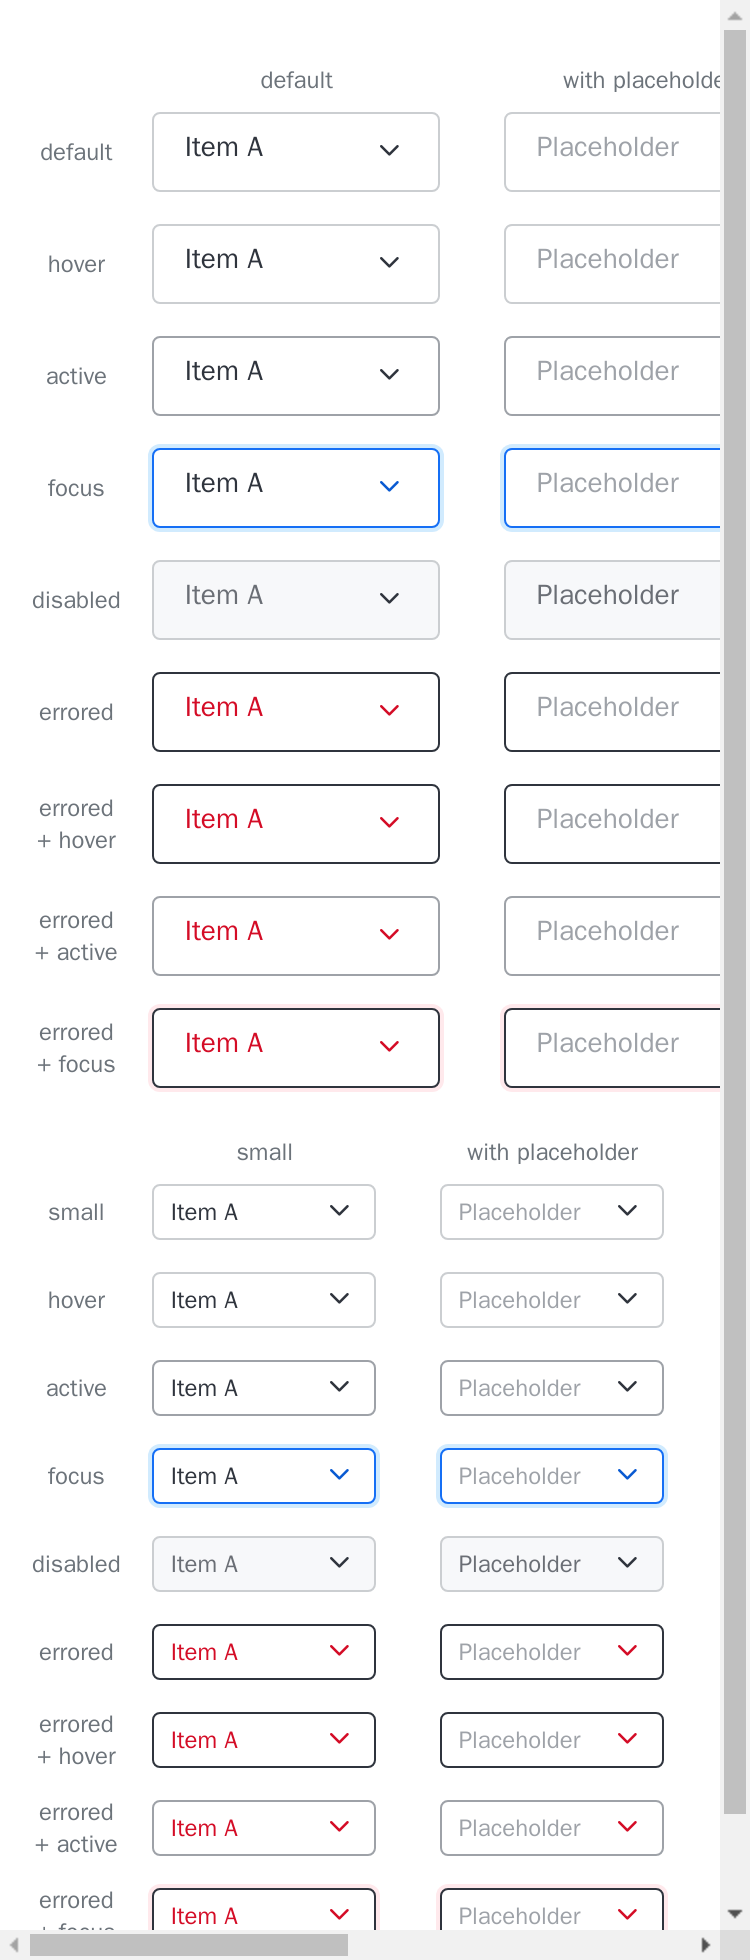 default with placeholde
default Item A Placeholder
hover Item A Placeholder
active Item A Placeholder
focus Item A Placeholder
disabled Item A Placeholder
errored Item A Placeholder
errored
+ hover Item A Placeholder
errored
+ active Item A Placeholder
errored
+ focus Item A Placeholder
small with placeholder
small Item A Placeholder
hover Item A Placeholder
active Item A Placeholder
focus Item A Placeholder
disabled Item A Placeholder
errored Item A Placeholder
errored
+ hover Item A Placeholder
errored
+ active Item A Placeholder
errored
+ focus Item A Placeholder